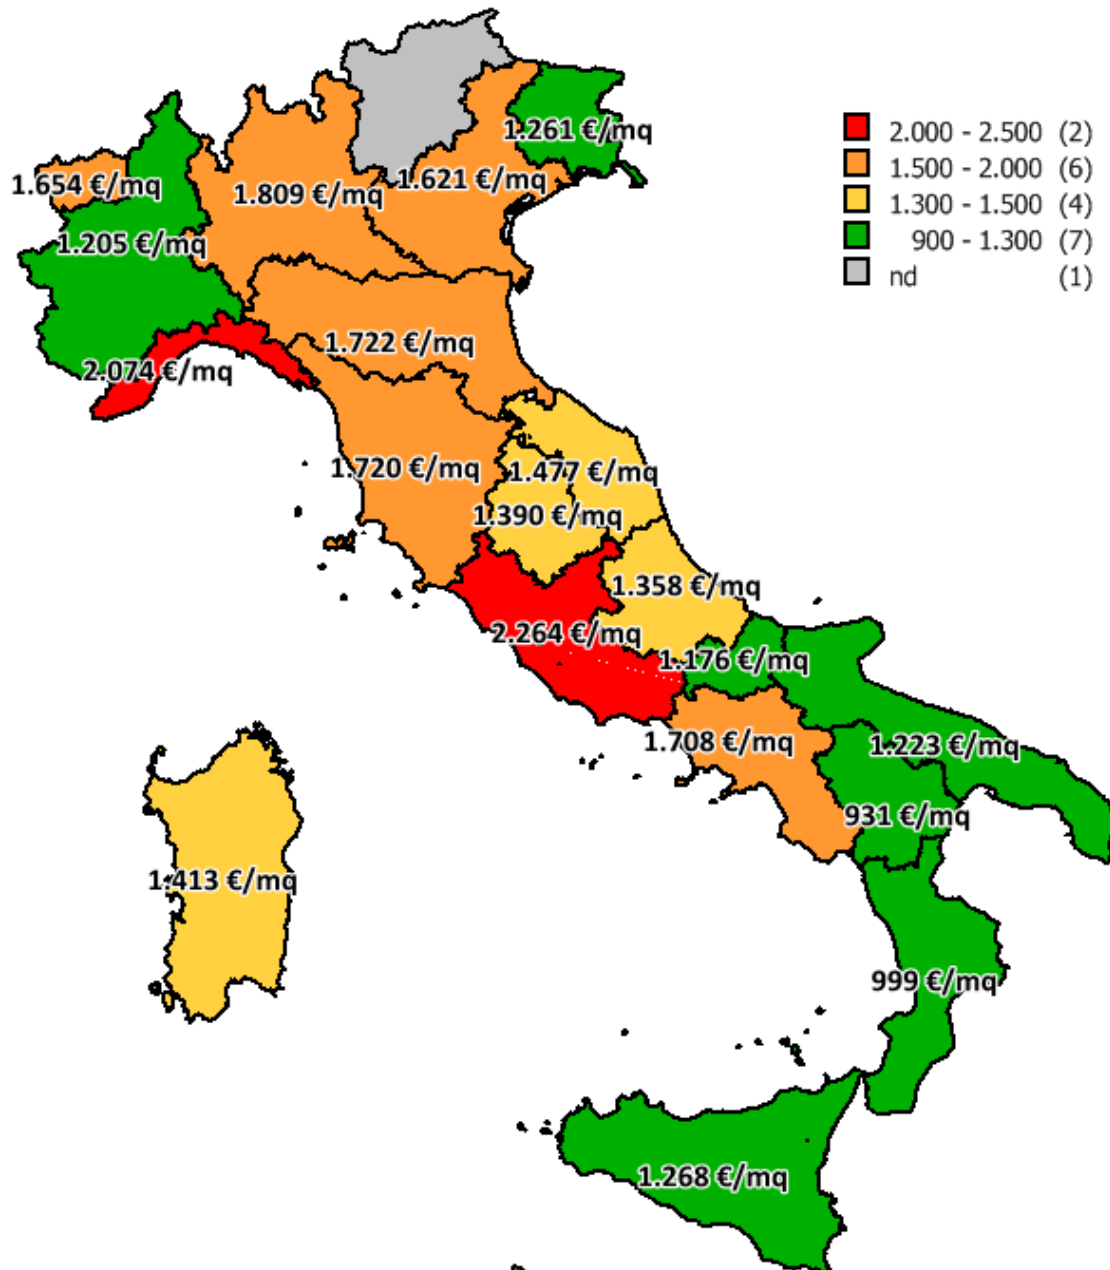 2.000 - 2.500 (2)
1.500 - 2.000 (6)
1.300 - 1.500 (4)
900 - 1.300 (7)
nd (1)
1.261 €/mq
1.654 €/mq
1.809 €/mq
1.621 €/mq
1.205 €/mq
1.722 €/mq
2.074 €/mq
1.720 €/mq
1.477 €/mq
1.390 €/mq
1.358 €/mq
2.264 €/mq
1.176 €/mq
1.708 €/mq
1.223 €/mq
931 €/mq
1.413 €/mq
999 €/mq
1.268 €/mq